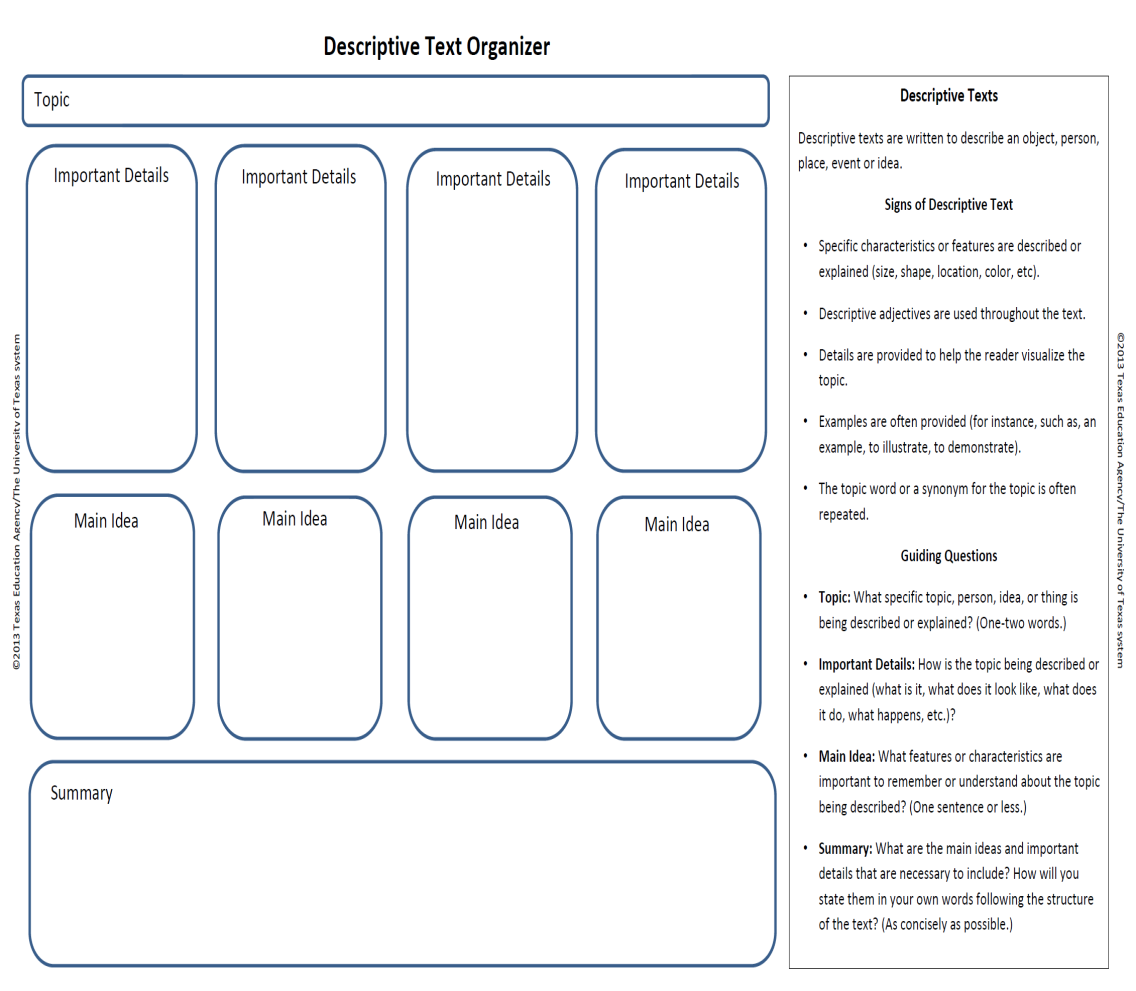 Descriptive Text Organizer
Topic
Important Details
Important Details
Important Details
Important Details
Main Idea
Main Idea
Main Idea
Main Idea
Summary
©2013 Texas Education Agency/The University of Texas system
Descriptive Texts
Descriptive texts are written to describe an object, person,
place, event or idea.
Signs of Descriptive Text
• Specific characteristics or features are described or
explained (size, shape, location, color, etc).
• Descriptive adjectives are used throughout the text.
• Details are provided to help the reader visualize the
topic.
• Examples are often provided (for instance, such as, an
example, to illustrate, to demonstrate).
• The topic word or a synonym for the topic is often
repeated.
Guiding Questions
• Topic: What specific topic, person, idea, or thing is
being described or explained? (One-two words.)
• Important Details: How is the topic being described or
explained (what is it, what does it look like, what does
it do, what happens, etc.)?
• Main Idea: What features or characteristics are
important to remember or understand about the topic
being described? (One sentence or less.)
• Summary: What are the main ideas and important
details that are necessary to include? How will you
state them in your own words following the structure
of the text? (As concisely as possible.)
©2013 Texas Education Agency/The University of Texas system